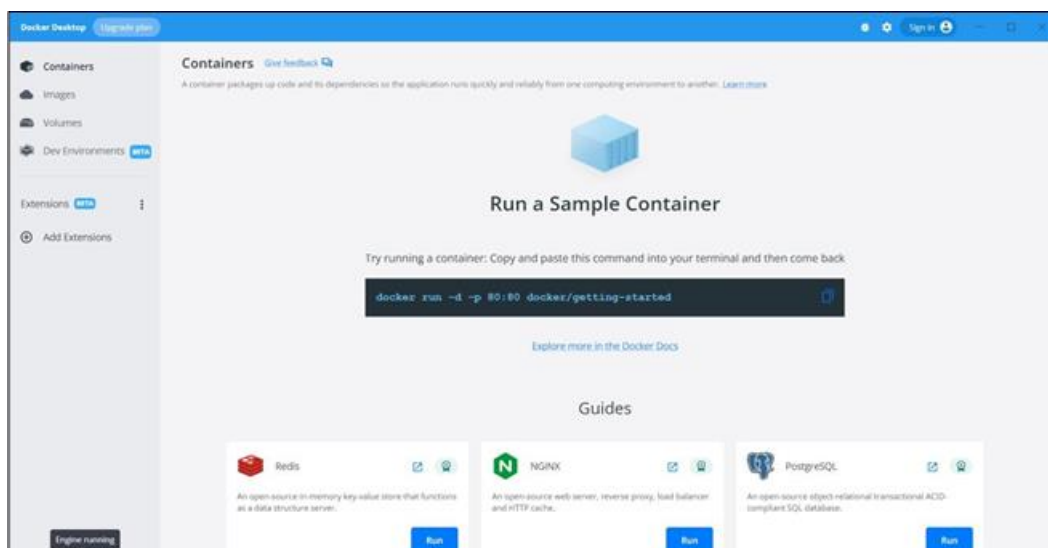 Docker Desktop Upgrade plan
Sign in
Containers
Images
Volumes
Dev Environments BETA
Extensions BETA
Add Extensions
Containers Give feedback
A container packages up code and its dependencies so the application runs quickly and reliably from one computing environment to another. Learn more
Run a Sample Container
Try running a container: Copy and paste this command into your terminal and then come back
docker run -d -p 80:80 docker/getting-started
Explore more in the Docker Docs
Guides
Redis
An open source in-memory key-value store that functions
as a data structure server.
Run
NGINX
An open source web server, reverse proxy, load balancer
and HTTP cache.
Run
PostgreSQL
An open-source object-relational transactional ACID-
compliant SQL database.
Run
Engine running